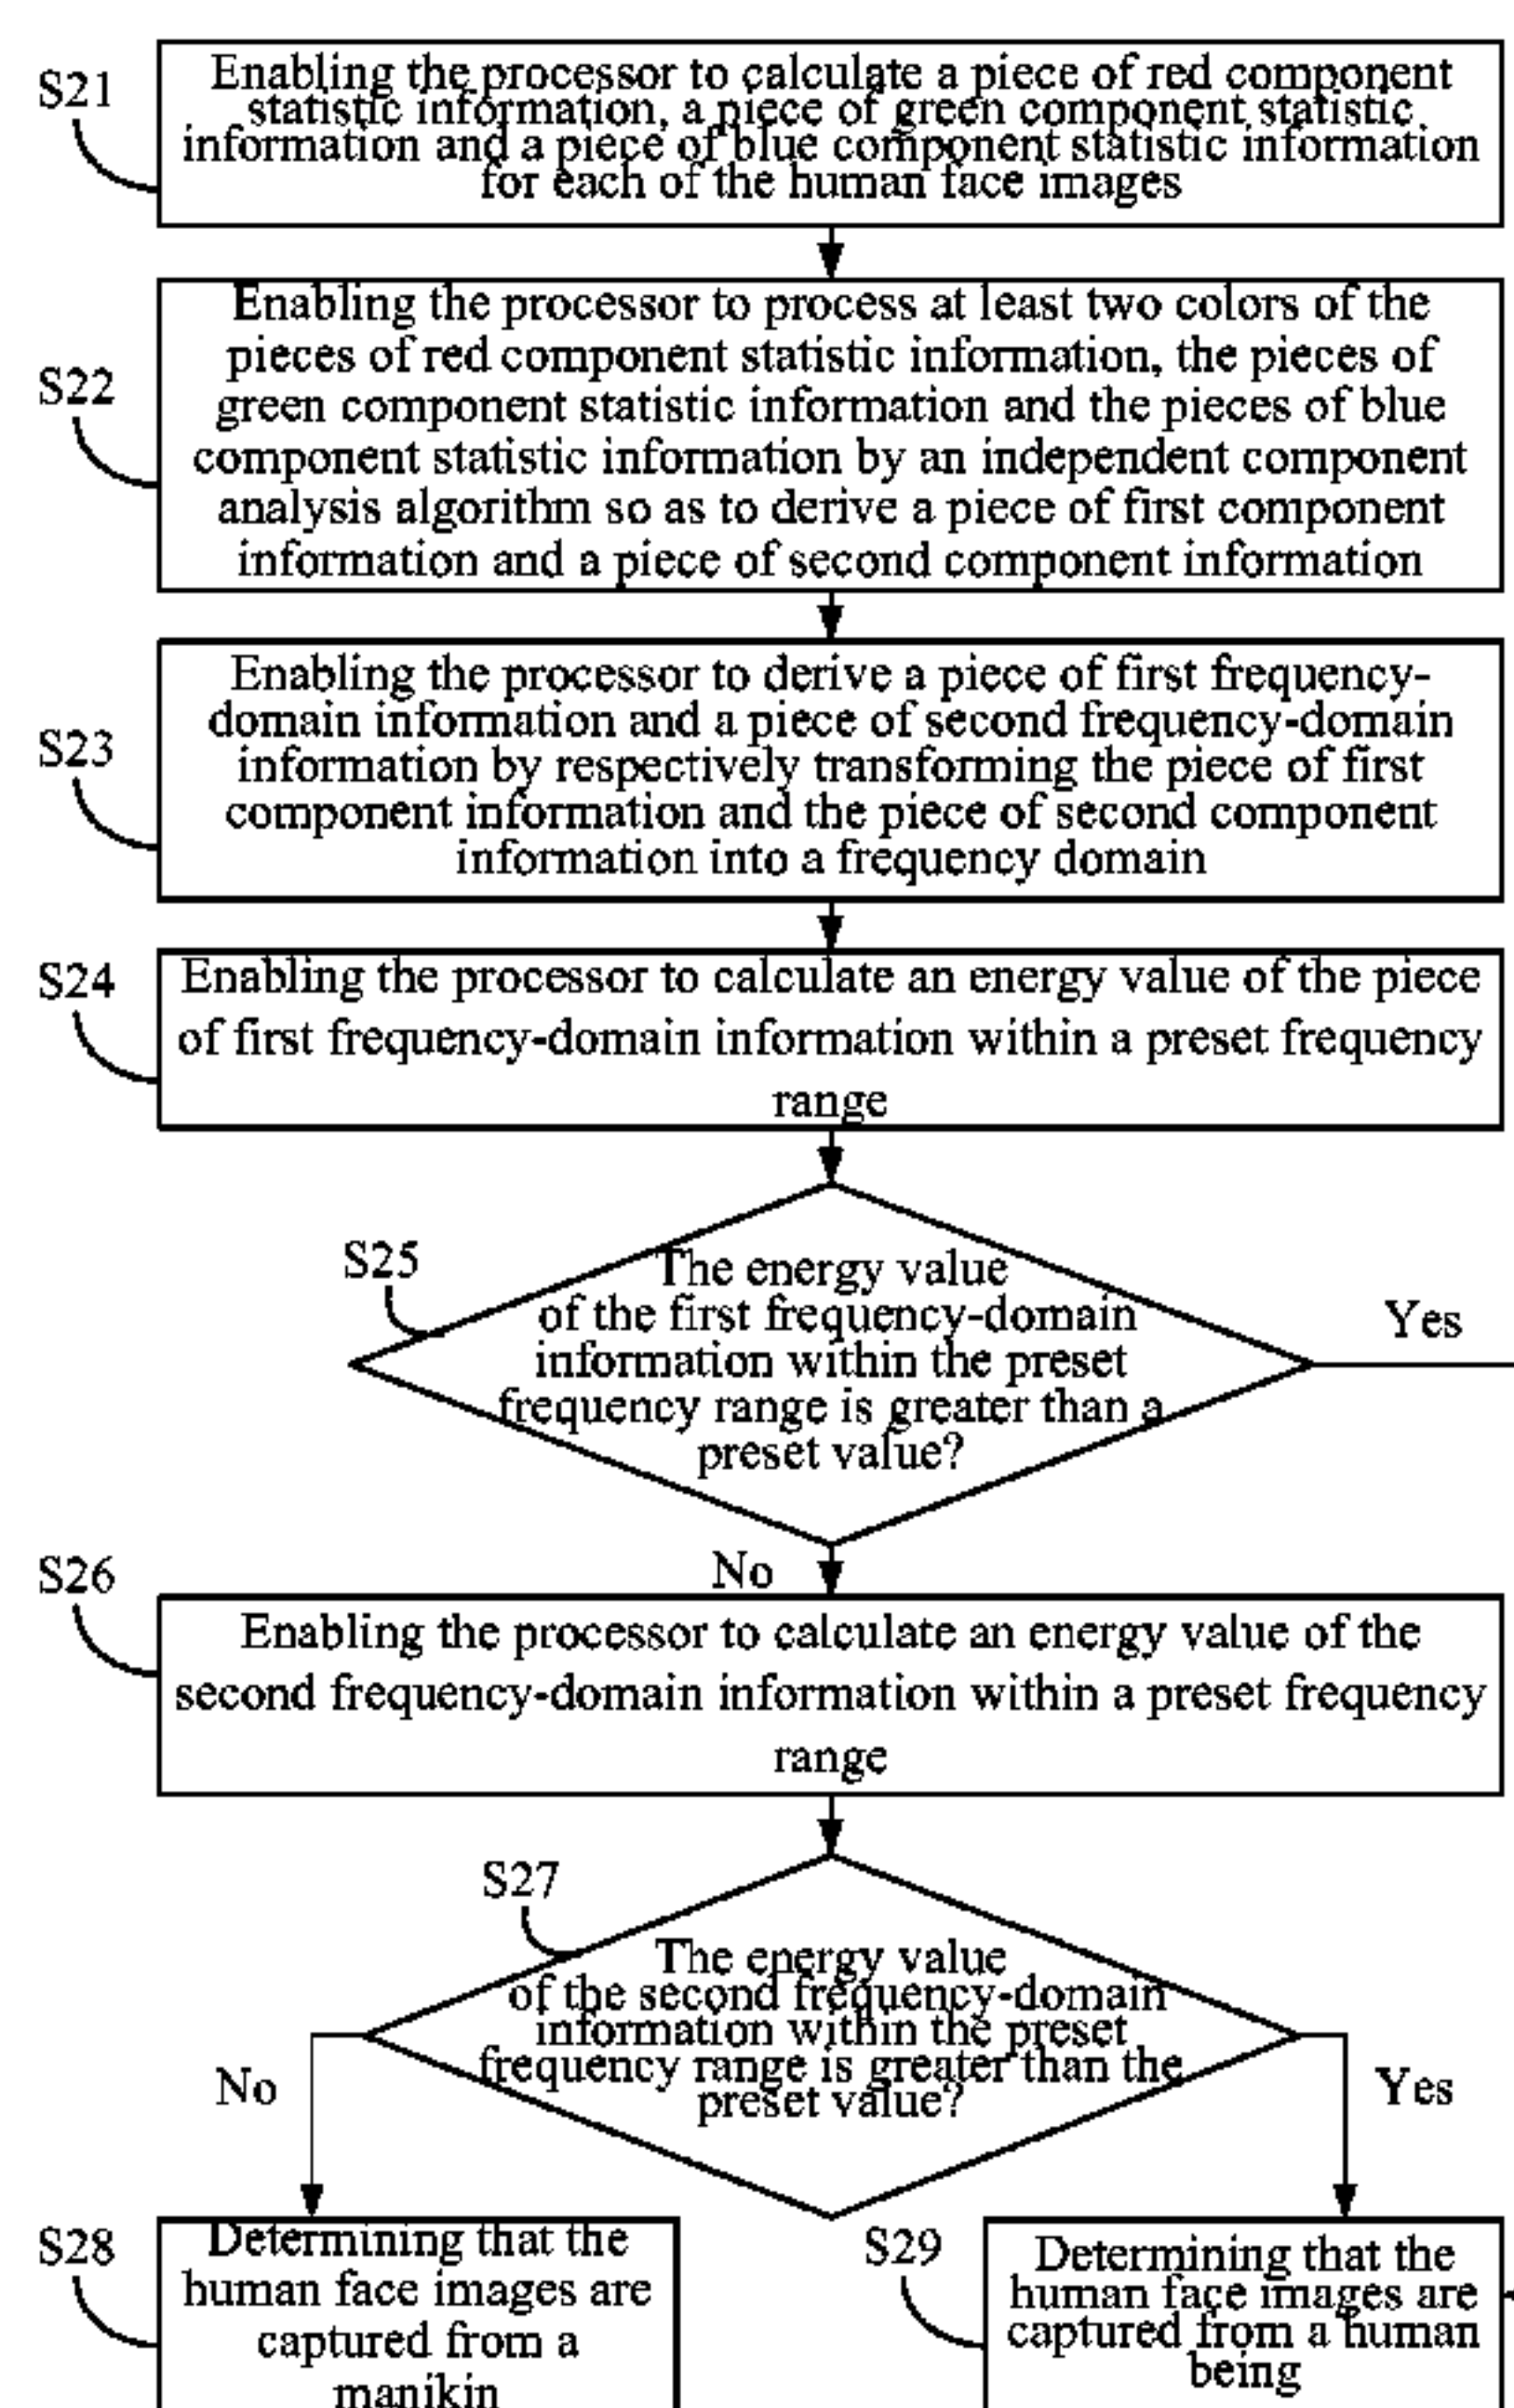 S21
Enabling the processor to calculate a piece of red component
statistic information, a piece of green component statistic
information and a piece of blue component statistic information
for each of the human face images
S22
Enabling the processor to process at least two colors of the
pieces of red component statistic information, the pieces of
green component statistic information and the pieces of blue
component statistic information by an independent component
analysis algorithm so as to derive a piece of first component
information and a piece of second component information
S23
Enabling the processor to derive a piece of first frequency-
domain information and a piece of second frequency-domain
information by respectively transforming the piece of first
component information and the piece of second component
information into a frequency domain
S24
Enabling the processor to calculate an energy value of the piece
of first frequency-domain information within a preset frequency
range
S25
The energy value
of the first frequency-domain
information within the preset
frequency range is greater than a
preset value?
Yes
No
S26
Enabling the processor to calculate an energy value of the
second frequency-domain information within a preset frequency
range
S27
The energy value
of the second frequency-domain
information within the preset
frequency range is greater than the
preset value?
No
Yes
S28
Determining that the
human face images are
captured from a
manikin
S29
Determining that the
human face images are
captured from a human
being